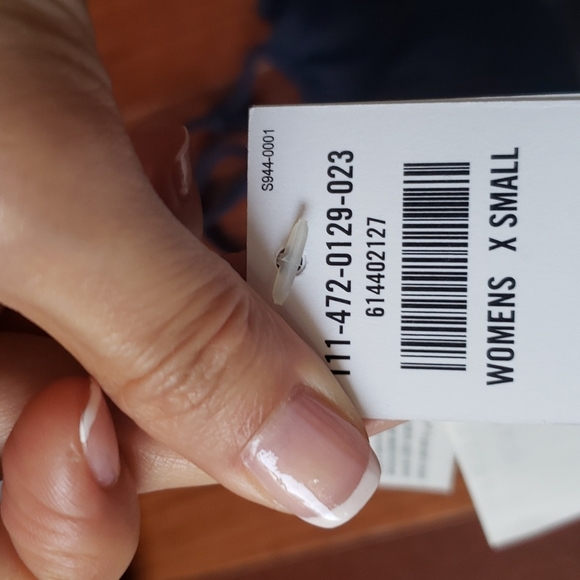 S944-0001
111-472-0129-023
614402127
WOMENS X SMALL